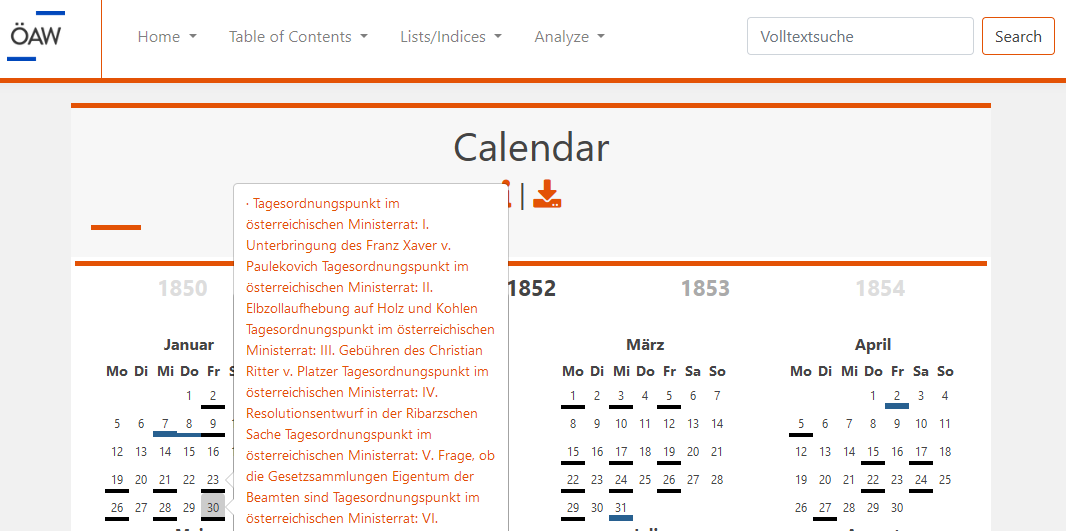 ÖAW
Home
Table of Contents
Lists/Indices
Analyze
Volltextsuche
Search
Calendar
|
· Tagesordnungspunkt im
österreichischen Ministerrat: I.
Unterbringung des Franz Xaver v.
Paulekovich Tagesordnungspunkt im
österreichischen Ministerrat: II.
Elbzollaufhebung auf Holz und Kohlen
Tagesordnungspunkt im österreichischen
Ministerrat: III. Gebühren des Christian
Ritter v. Platzer Tagesordnungspunkt im
österreichischen Ministerrat: IV.
Resolutionsentwurf in der Ribarzschen
Sache Tagesordnungspunkt im
österreichischen Ministerrat: V. Frage, ob
die Gesetzsammlungen Eigentum der
Beamten sind Tagesordnungspunkt im
österreichischen Ministerrat: VI.
1850 1852 1853 1854
Januar
Mo Di Mi Do Fr
1 2
5 6 7 8 9
12 13 14 15 16
19 20 21 22 23
26 27 28 29 30
März
Mo Di Mi Do Fr Sa So
1 2 3 4 5 6 7
8 9 10 11 12 13 14
15 16 17 18 19 20 21
22 23 24 25 26 27 28
29 30 31
April
Mo Di Mi Do Fr Sa So
1 2 3 4
5 6 7 8 9 10 11
12 13 14 15 16 17 18
19 20 21 22 23 24 25
26 27 28 29 30